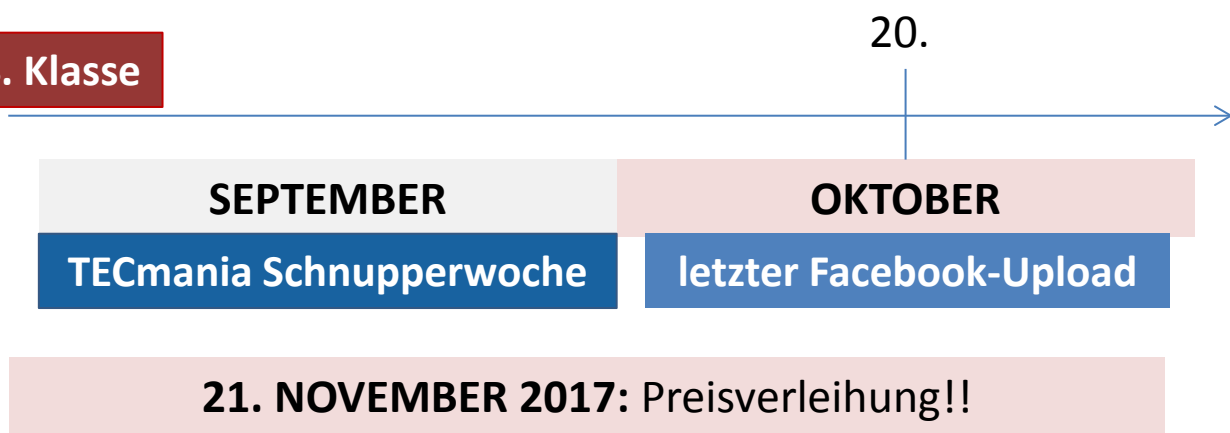 20.
. Klasse
SEPTEMBER OKTOBER
TECmania Schnupperwoche letzter Facebook-Upload
21. NOVEMBER 2017: Preisverleihung!!